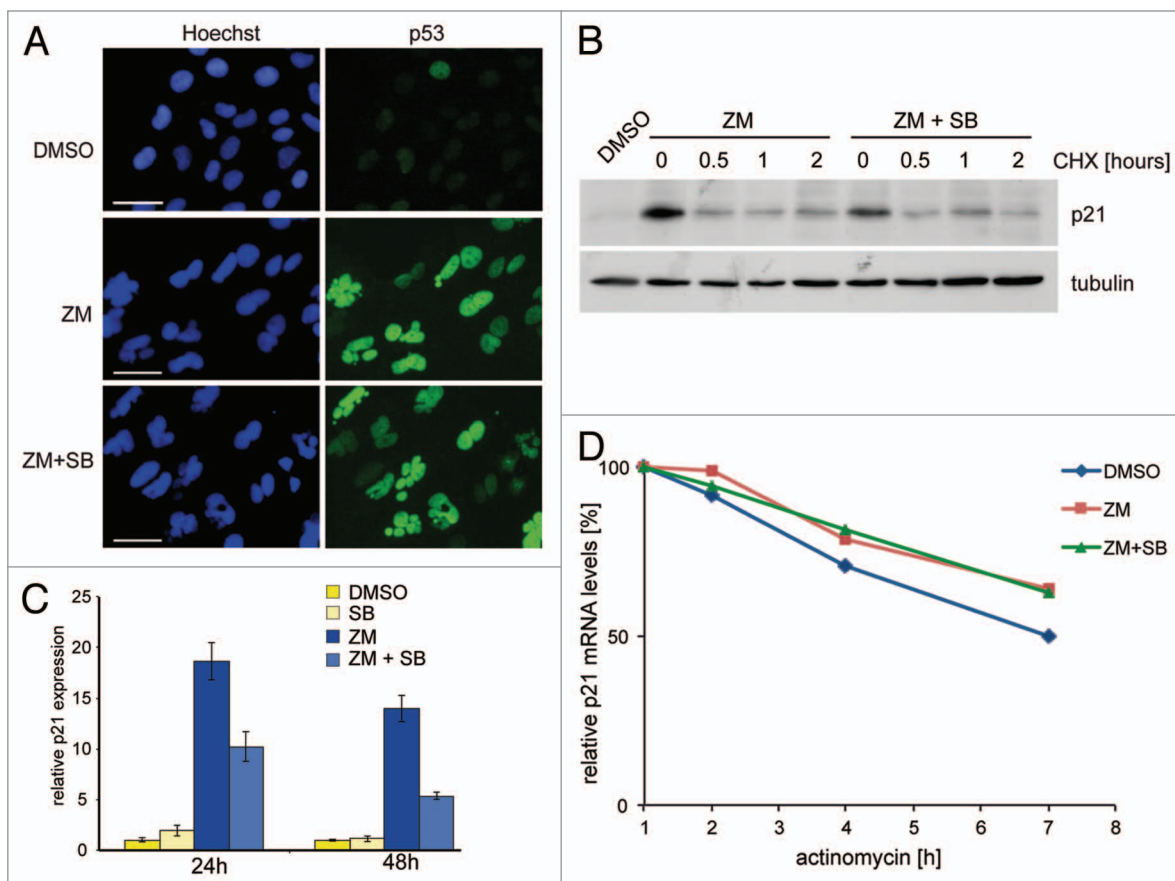 A
Hoechst p53
DMSO
ZM
ZM+SB
B
DMSO
ZM ZM + SB
0 0.5 1 2 0 0.5 1 2 CHX [hours]
p21
tubulin
C
DMSO
SB
ZM
ZM + SB
relative p21 expression
25
20
15
10
5
0
24h 48h
D
DMSO
ZM
ZM+SB
relative p21 mRNA levels [%]
100
50
0
1 2 3 4 5 6 7 8
actinomycin [h]